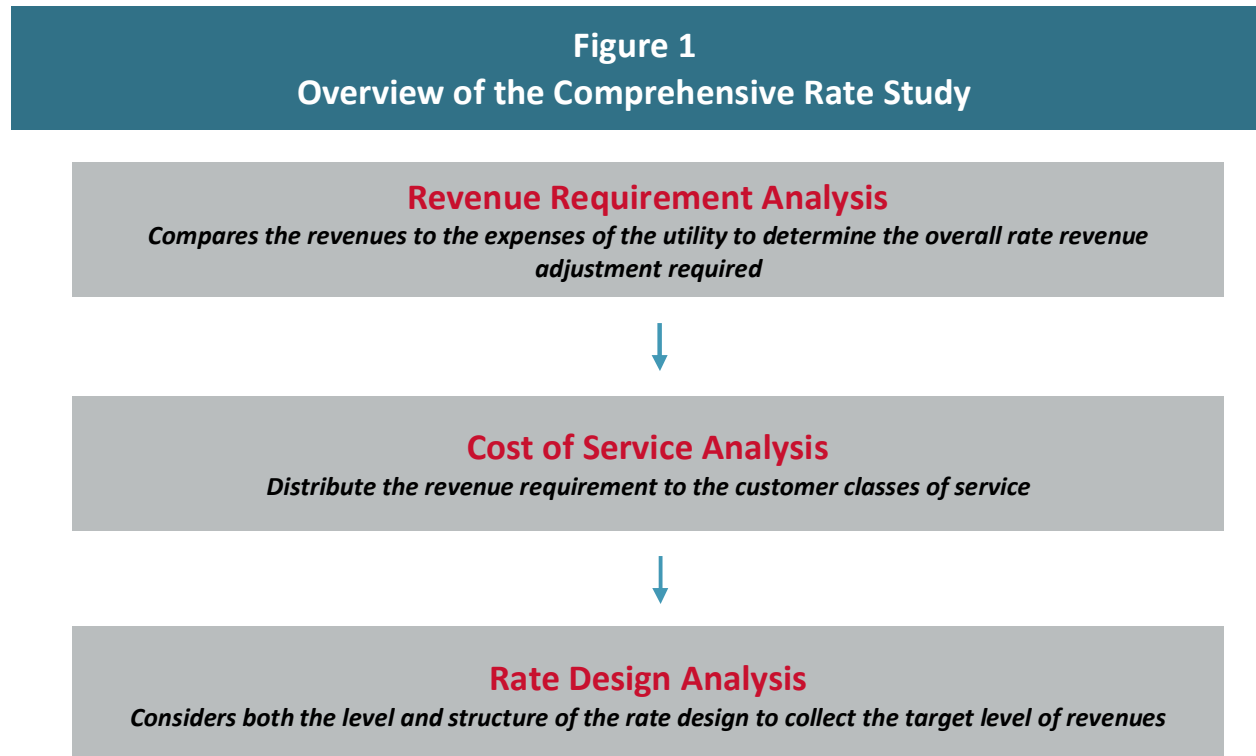 Figure 1
Overview of the Comprehensive Rate Study
Revenue Requirement Analysis
Compares the revenues to the expenses of the utility to determine the overall rate revenue
adjustment required
Cost of Service Analysis
Distribute the revenue requirement to the customer classes of service
Rate Design Analysis
Considers both the level and structure of the rate design to collect the target level of revenues